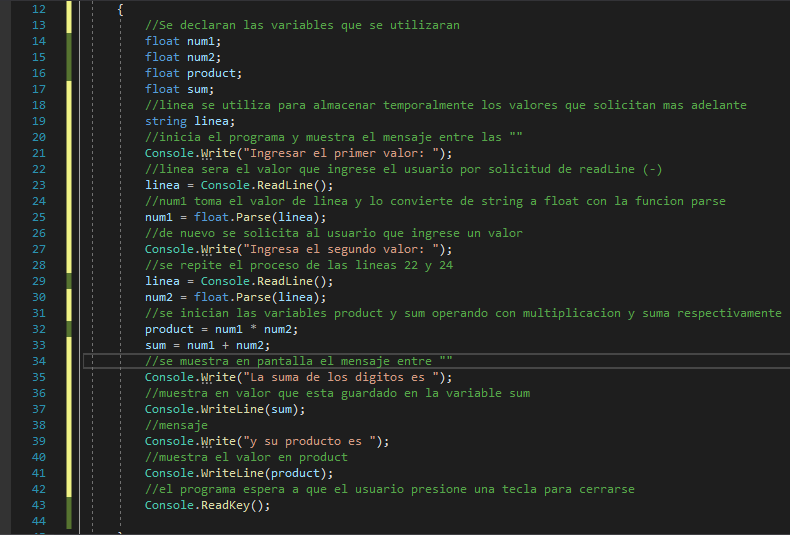 12 {
13 //Se declaran las variables que se utilizaran
14 float num1;
15 float num2;
16 float product;
17 float sum;
18 //linea se utiliza para almacenar temporalmente los valores que solicitan mas adelante
19 string linea;
20 //inicia el programa y muestra el mensaje entre las ""
21 Console.Write("Ingresar el primer valor: ");
22 //linea sera el valor que ingrese el usuario por solicitud de readLine (-)
23 linea = Console.ReadLine();
24 //num1 toma el valor de linea y lo convierte de string a float con la funcion parse
25 num1 = float.Parse(linea);
26 //de nuevo se solicita al usuario que ingrese un valor
27 Console.Write("Ingresa el segundo valor: ");
28 //se repite el proceso de las lineas 22 y 24
29 linea = Console.ReadLine();
30 num2 = float.Parse(linea);
31 //se inician las variables product y sum operando con multiplicacion y suma respectivamente
32 product = num1 * num2;
33 sum = num1 + num2;
34 //se muestra en pantalla el mensaje entre ""
35 Console.Write("La suma de los digitos es ");
36 //muestra en valor que esta guardado en la variable sum
37 Console.WriteLine(sum);
38 //mensaje
39 Console.Write("y su producto es ");
40 //muestra el valor en product
41 Console.WriteLine(product);
42 //el programa espera a que el usuario presione una tecla para cerrarse
43 Console.ReadKey();
44